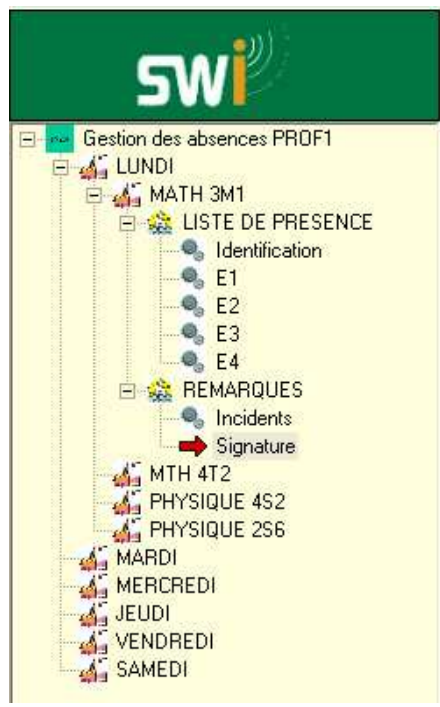 SWi
Gestion des absences PROF1
LUNDI
MATH 3M1
LISTE DE PRESENCE
Identification
E1
E2
E3
E4
REMARQUES
Incidents
Signature
MTH 4T2
PHYSIQUE 4S2
PHYSIQUE 2S6
MARDI
MERCREDI
JEUDI
VENDREDI
SAMEDI